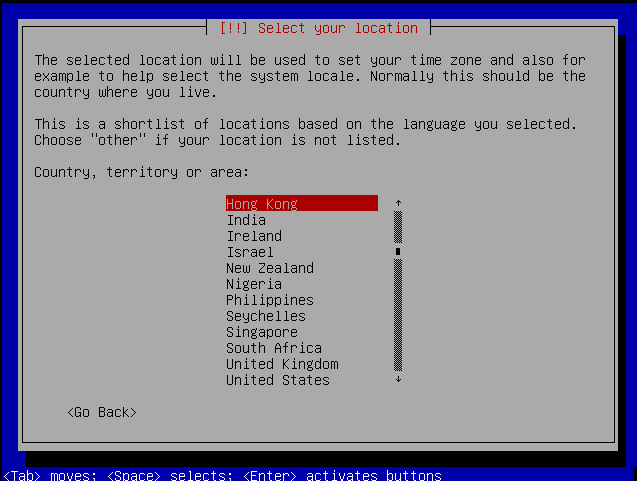 [!!] Select your location
The selected location will be used to set your time zone and also for
example to help select the system locale. Normally this should be the
country where you live.
This is a shortlist of locations based on the language you selected.
Choose "other" if your location is not listed.
Country, territory or area:
Hong Kong
India
Ireland
Israel
New Zealand
Nigeria
Philippines
Seychelles
Singapore
South Africa
United Kingdom
United States
<Go Back>
<Tab> moves; <Space> selects; <Enter> activates buttons